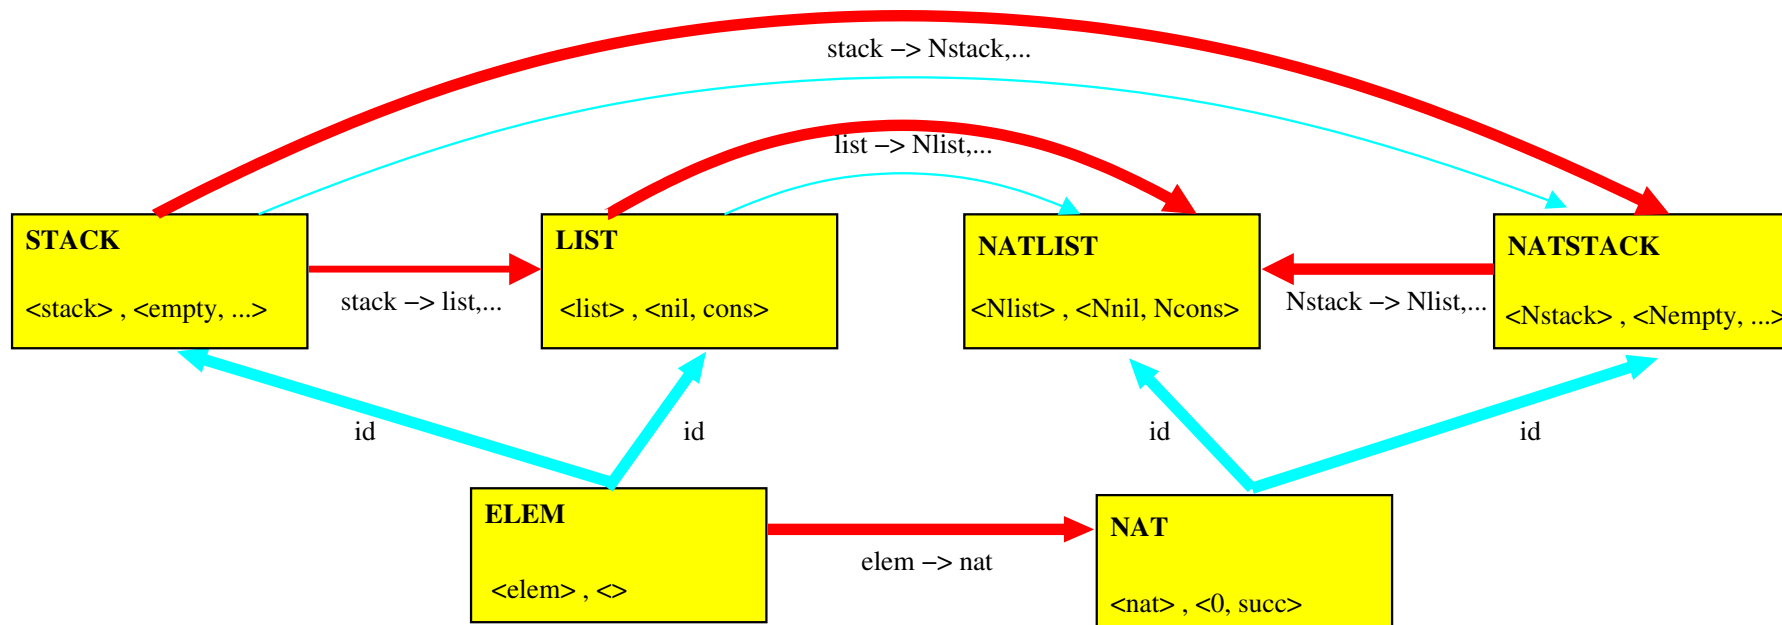 stack −> Nstack,...
list −> Nlist,...
STACK
<stack> , <empty, ...>
stack −> list,...
LIST
<list> , <nil, cons>
NATLIST
<Nlist> , <Nnil, Ncons>
Nstack −> Nlist,...
NATSTACK
<Nstack> , <Nempty, ...>
id
id
id
id
ELEM
<elem> , <>
elem −> nat
NAT
<nat> , <0, succ>